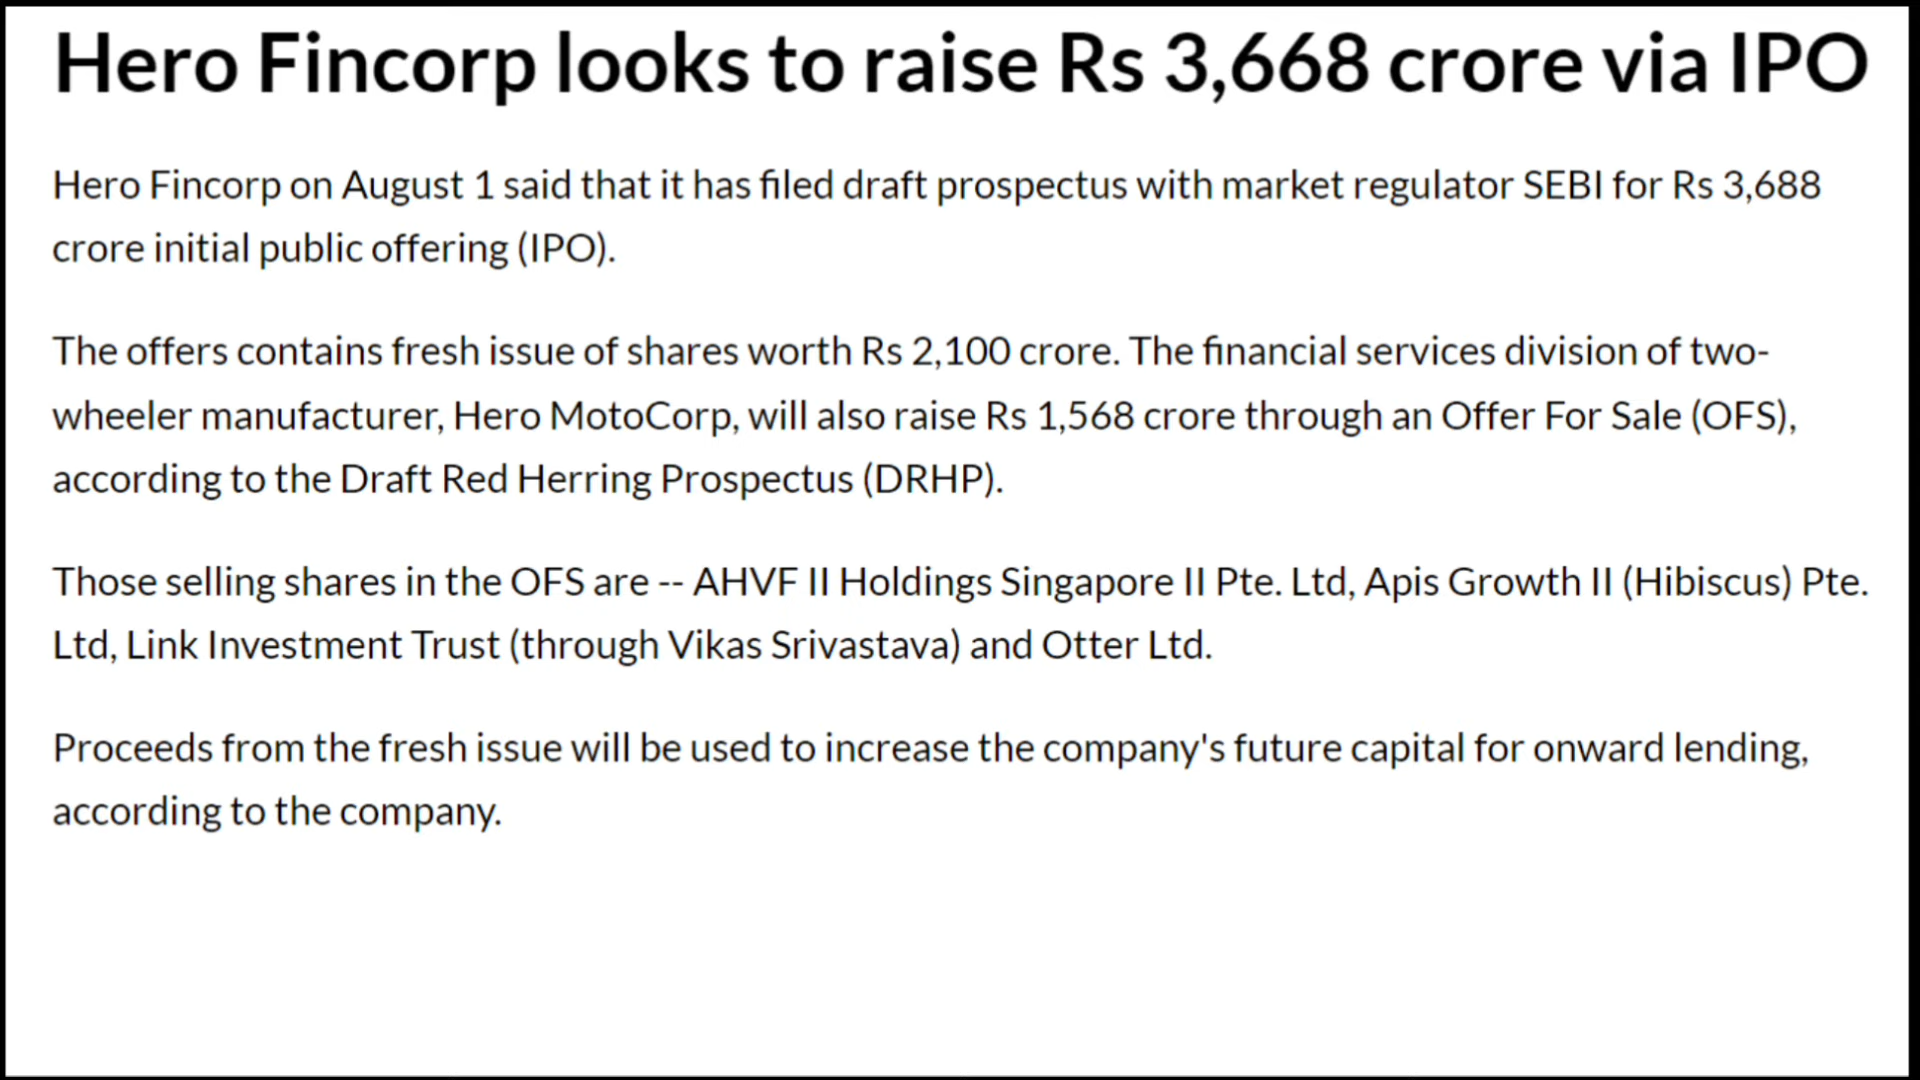 Hero Fincorp looks to raise Rs 3,668 crore via IPO
Hero Fincorp on August 1 said that it has filed draft prospectus with market regulator SEBI for Rs 3,688
crore initial public offering (IPO).
The offers contains fresh issue of shares worth Rs 2,100 crore. The financial services division of two-
wheeler manufacturer, Hero MotoCorp, will also raise Rs 1,568 crore through an Offer For Sale (OFS),
according to the Draft Red Herring Prospectus (DRHP).
Those selling shares in the OFS are -- AHVF II Holdings Singapore II Pte. Ltd, Apis Growth II (Hibiscus) Pte.
Ltd, Link Investment Trust (through Vikas Srivastava) and Otter Ltd.
Proceeds from the fresh issue will be used to increase the company's future capital for onward lending,
according to the company.